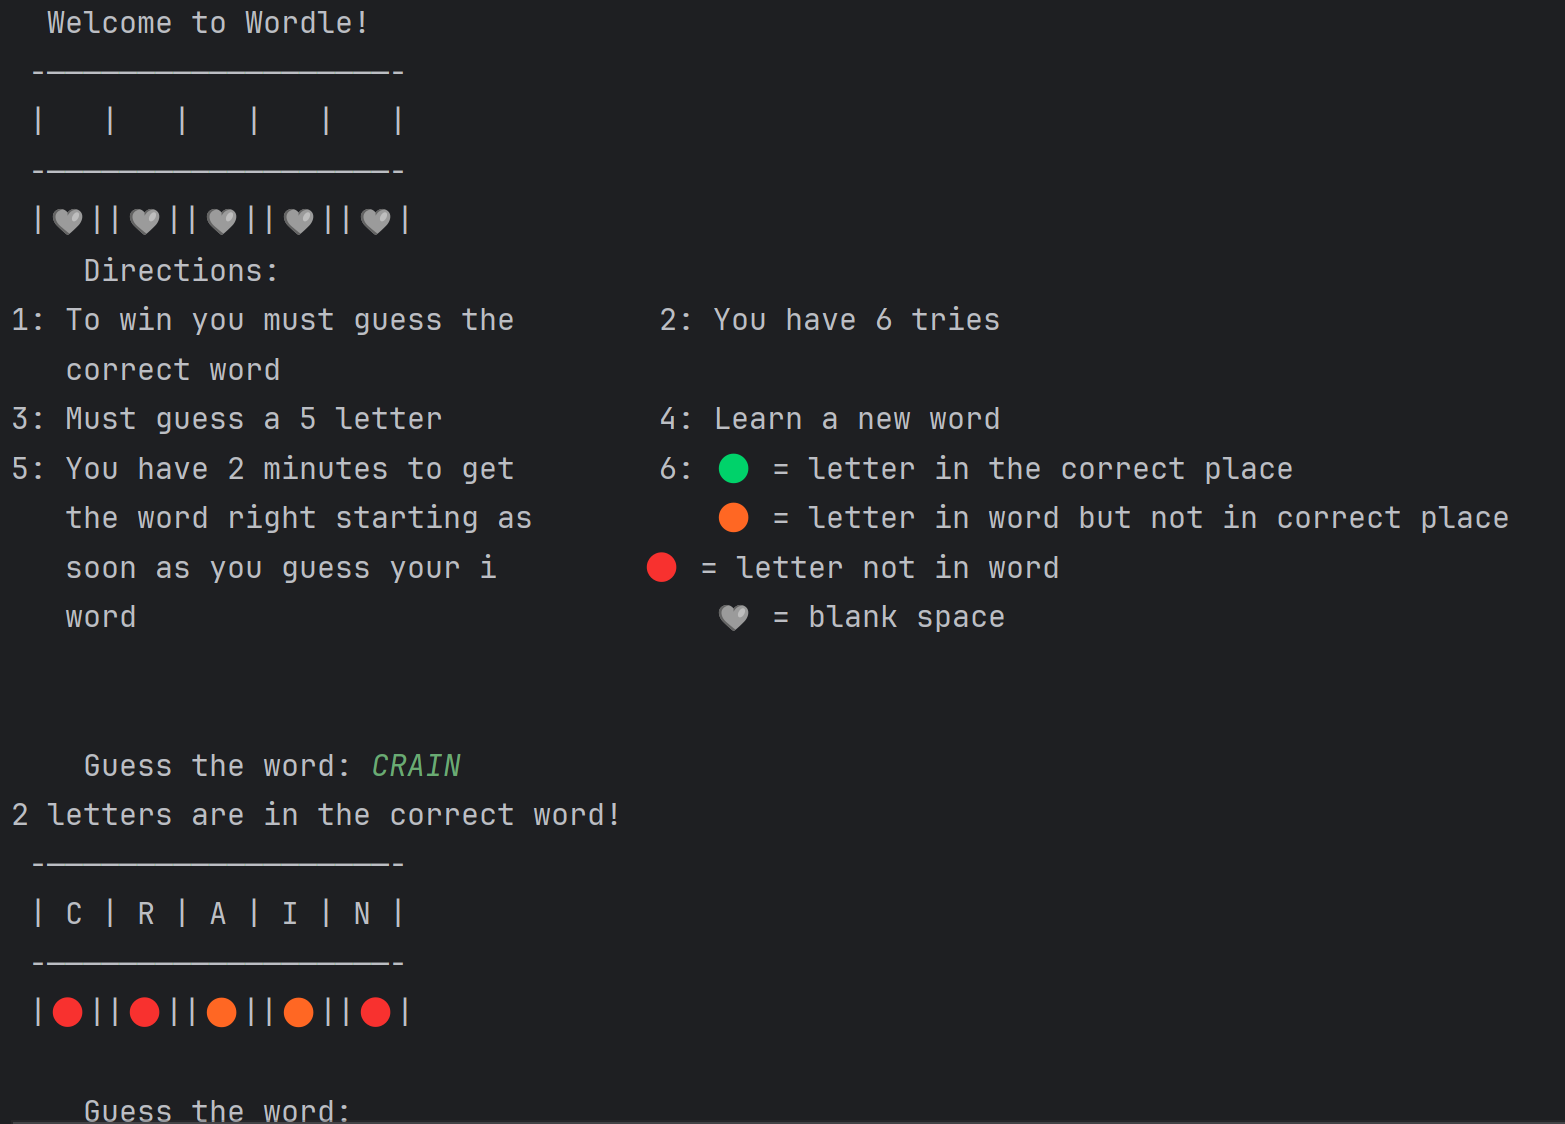 Welcome to Wordle!
-———————————————————-
|   |   |   |   |   |
-———————————————————-
|🩶||🩶||🩶||🩶||🩶|
Directions:
1: To win you must guess the        2: You have 6 tries
correct word
3: Must guess a 5 letter            4: Learn a new word
5: You have 2 minutes to get        6: 🟢 = letter in the correct place
the word right starting as          🟠 = letter in word but not in correct place
soon as you guess your i        🔴 = letter not in word
word                                🩶 = blank space
Guess the word: CRAIN
2 letters are in the correct word!
-———————————————————-
| C | R | A | I | N |
-———————————————————-
|🔴||🔴||🟠||🟠||🔴|
Guess the word: